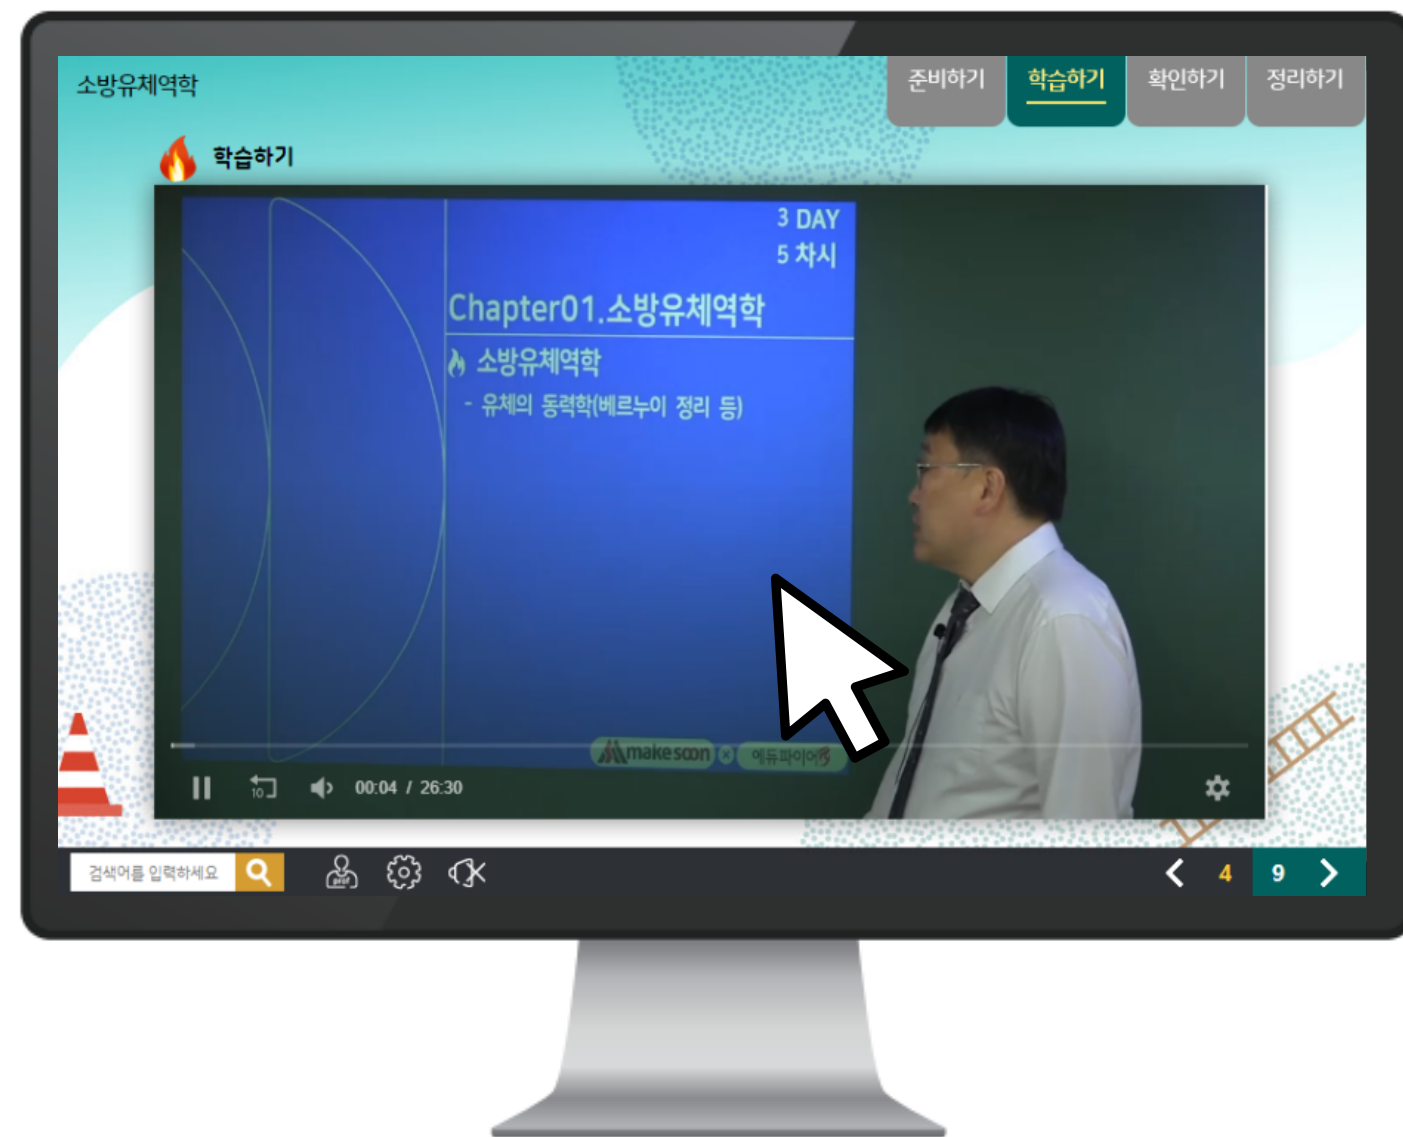 소방유체역학
준비하기
학습하기
확인하기
정리하기
학습하기
3 DAY
5 차시
Chapter01.소방유체역학
소방유체역학
- 유체의 동력학(베르누이 정리 등)
makesoon × 에듀파이어
10
00:04 / 26:30
검색어를 입력하세요
prof
4
9